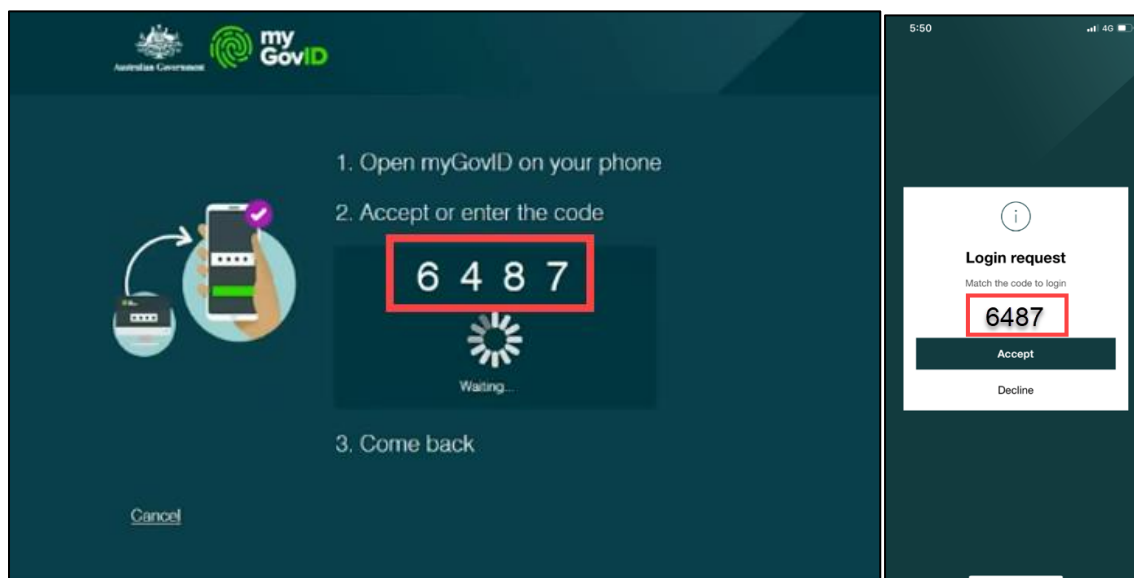 Australian Government
my
GovID
1. Open myGovID on your phone
2. Accept or enter the code
6 4 8 7
Waiting...
3. Come back
Cancel
5:50
4G
Login request
Match the code to login
6487
Accept
Decline